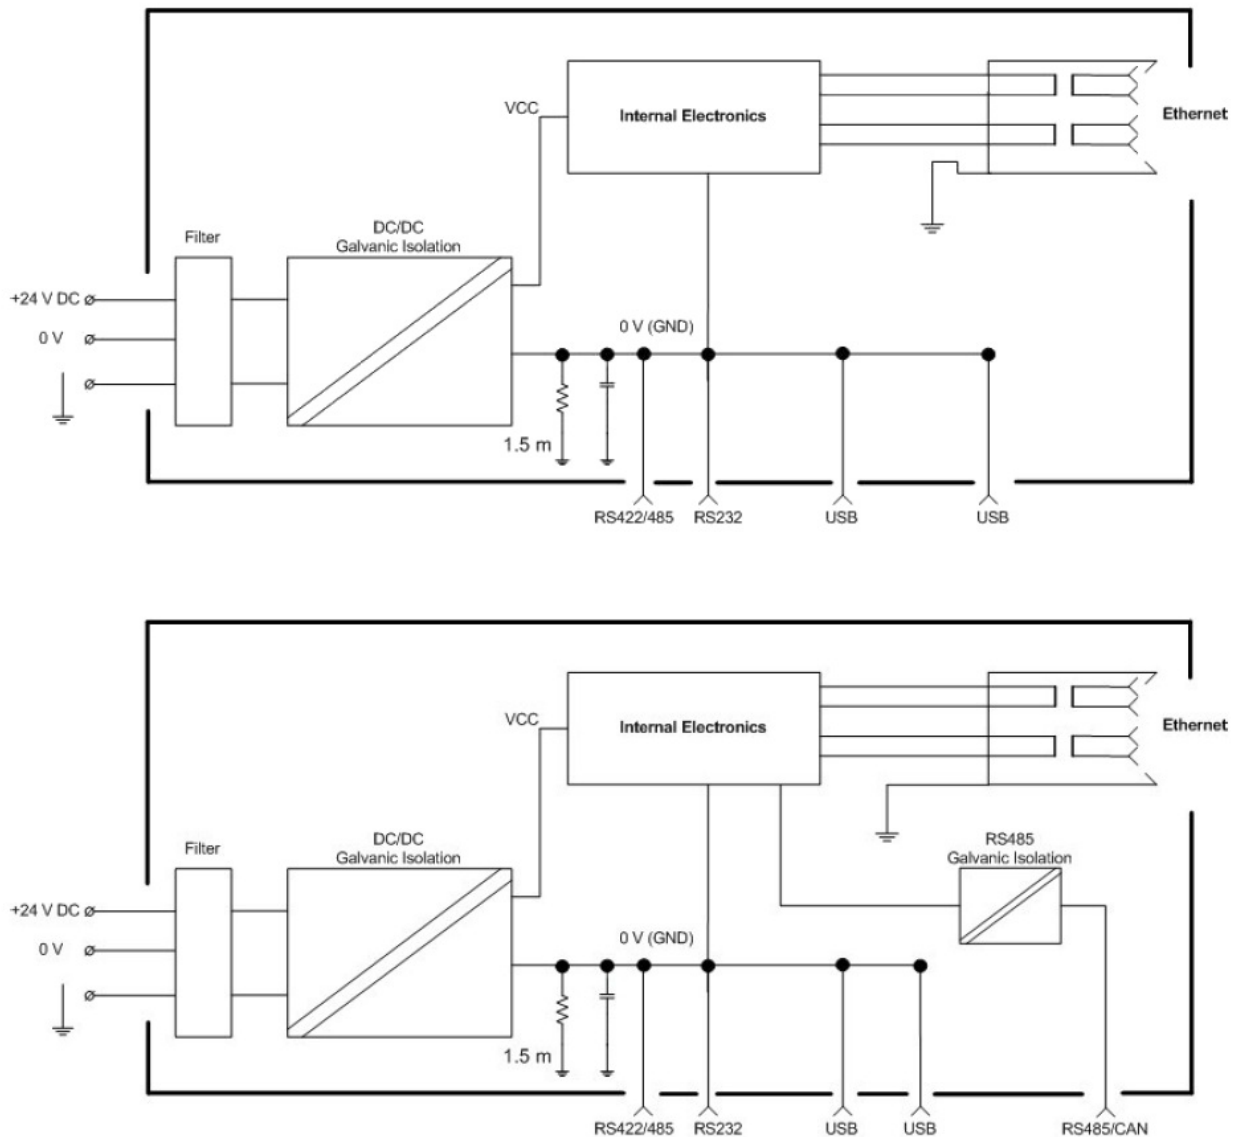 VCC
Internal Electronics
Ethernet
DC/DC
Galvanic Isolation
Filter
+24 V DC
0 V
0 V (GND)
1.5 m
RS422/485
RS232
USB
USB
VCC
Internal Electronics
Ethernet
DC/DC
Galvanic Isolation
Filter
RS485
Galvanic Isolation
+24 V DC
0 V
0 V (GND)
1.5 m
RS422/485
RS232
USB
USB
RS485/CAN